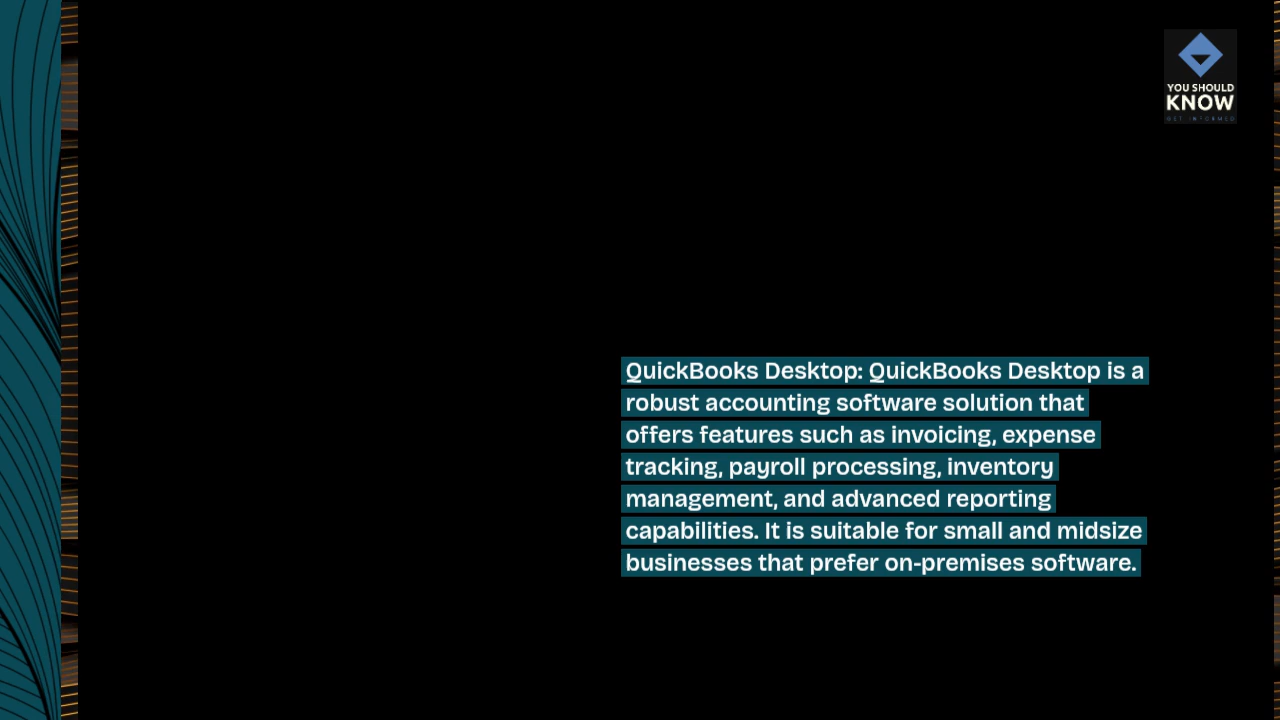 YOU SHOULD
KNOW
GET INFORMED
QuickBooks Desktop: QuickBooks Desktop is a
robust accounting software solution that
offers features such as invoicing, expense
tracking, payroll processing, inventory
management, and advanced reporting
capabilities. It is suitable for small and midsize
businesses that prefer on-premises software.